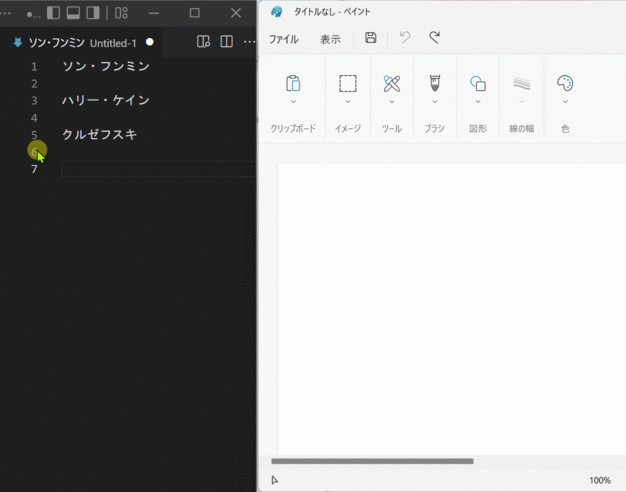 ソン・フンミン Untitled-1
1 ソン・フンミン
2
3 ハリー・ケイン
4
5 クルゼフスキ
6
7
タイトルなし - ペイント
ファイル 表示
クリップボード イメージ ツール ブラシ 図形 線の幅 色
100%